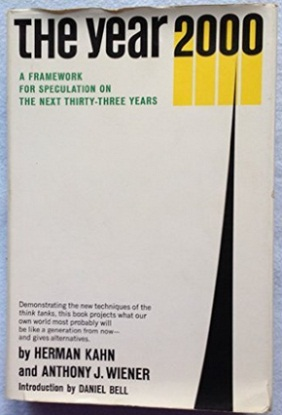 the year 2000
A FRAMEWORK
FOR SPECULATION ON
THE NEXT THIRTY-THREE YEARS
Demonstrating the new techniques of the
think tanks, this book projects what our
own world most probably will
be like a generation from now—
and gives alternatives.
by HERMAN KAHN
and ANTHONY J. WIENER
Introduction by DANIEL BELL